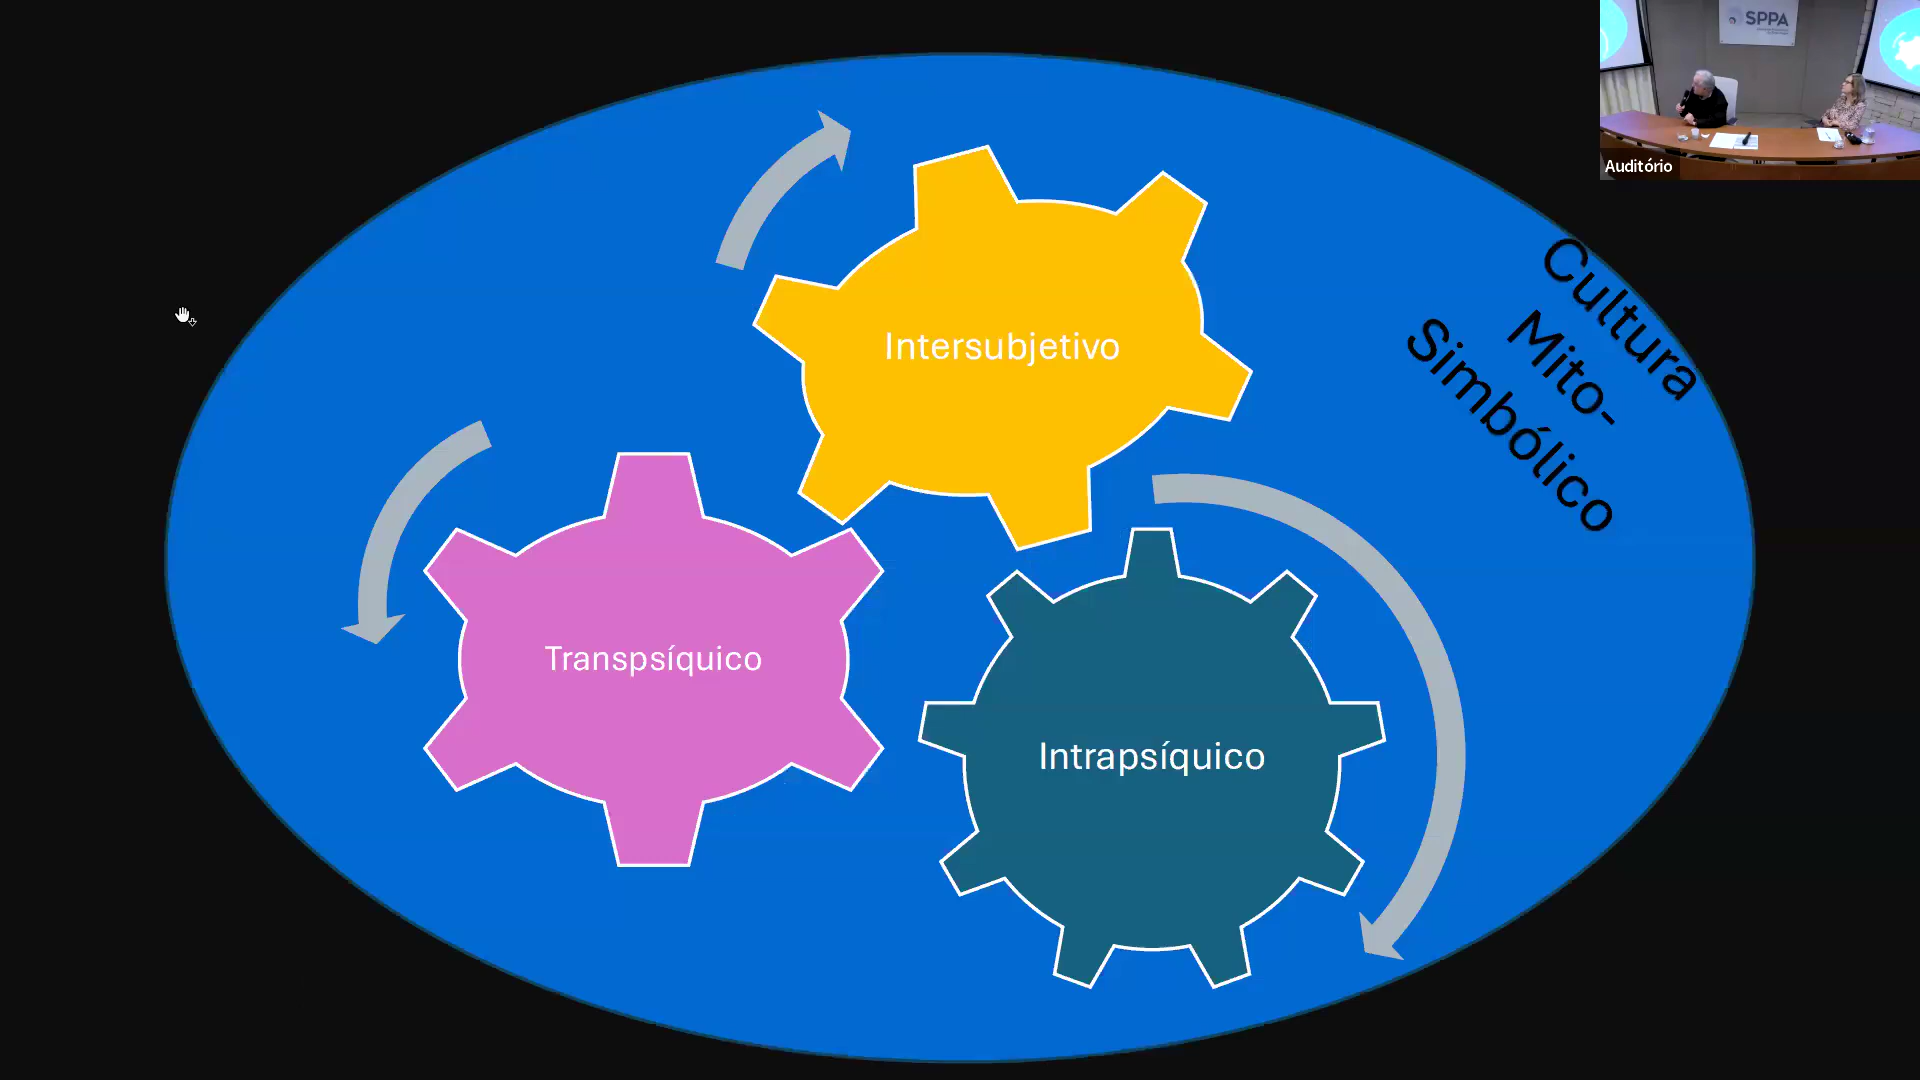 SPPA
Auditório
Cultura
Mito-
Simbólico
Intersubjetivo
Transpsíquico
Intrapsíquico